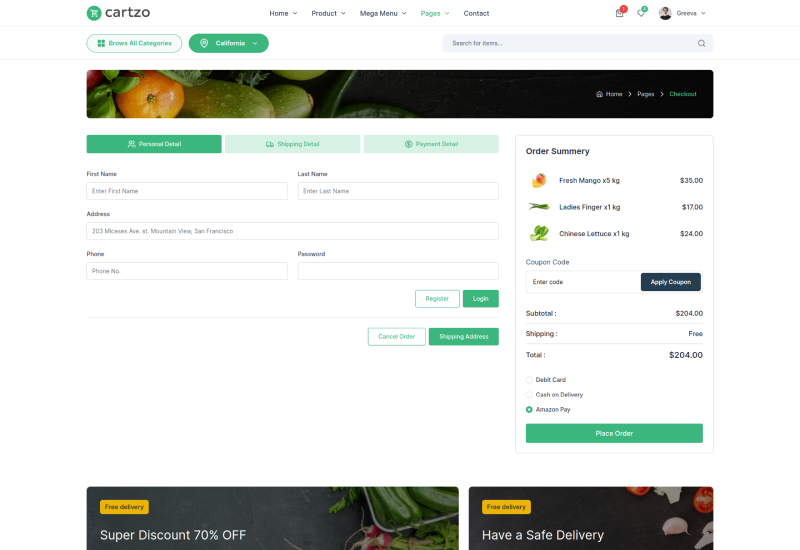 cartzo
Home Product Mega Menu Pages Contact
1 0 Greeva
Brows All Categories California Search for items...
Home Pages Checkout
Personal Detail Shipping Detail Payment Detail
First Name Last Name
Enter First Name Enter Last Name
Address
203 Miceses Ave. st. Mountain View, San Francisco
Phone Password
Phone No.
Register Login
Cancel Order Shipping Address
Order Summery
Fresh Mango x5 kg $35.00
Ladies Finger x1 kg $17.00
Chinese Lettuce x1 kg $24.00
Coupon Code
Enter code Apply Coupon
Subtotal : $204.00
Shipping : Free
Total : $204.00
Debit Card
Cash on Delivery
Amazon Pay
Place Order
Free delivery
Super Discount 70% OFF
Free delivery
Have a Safe Delivery